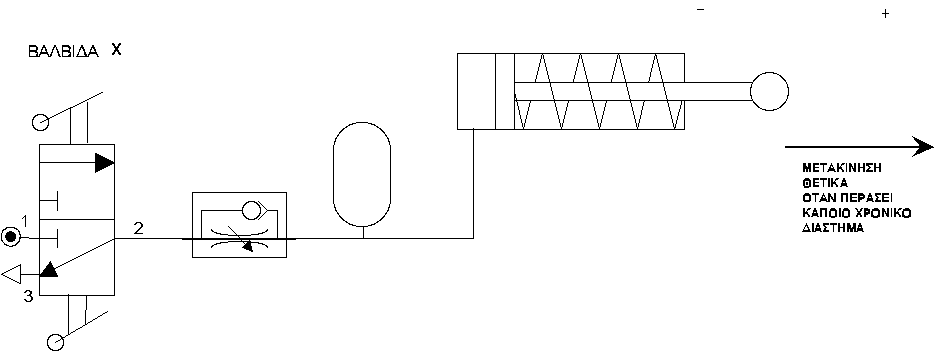 − +
ΒΑΛΒΙΔΑ X
1
2
3
ΜΕΤΑΚΙΝΗΣΗ
ΘΕΤΙΚΑ
ΟΤΑΝ ΠΕΡΑΣΕΙ
ΚΑΠΟΙΟ ΧΡΟΝΙΚΟ
ΔΙΑΣΤΗΜΑ